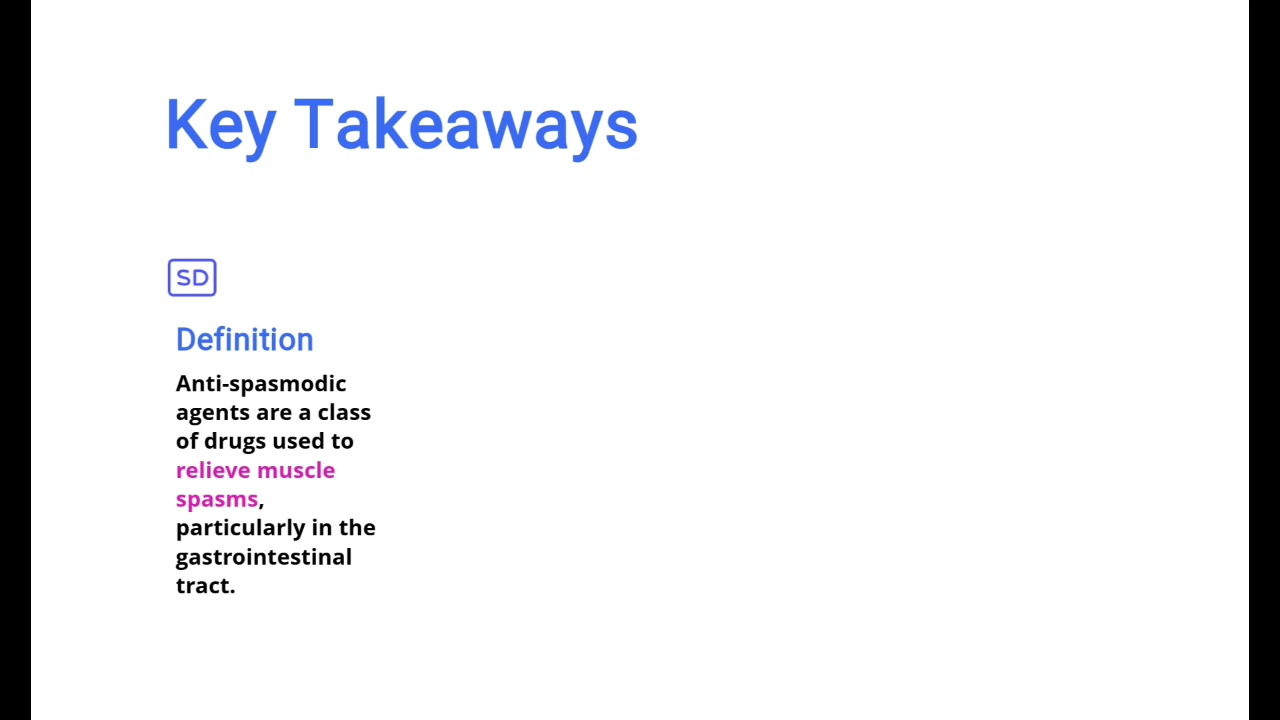 Key Takeaways
SD
Definition
Anti-spasmodic
agents are a class
of drugs used to
relieve muscle
spasms,
particularly in the
gastrointestinal
tract.